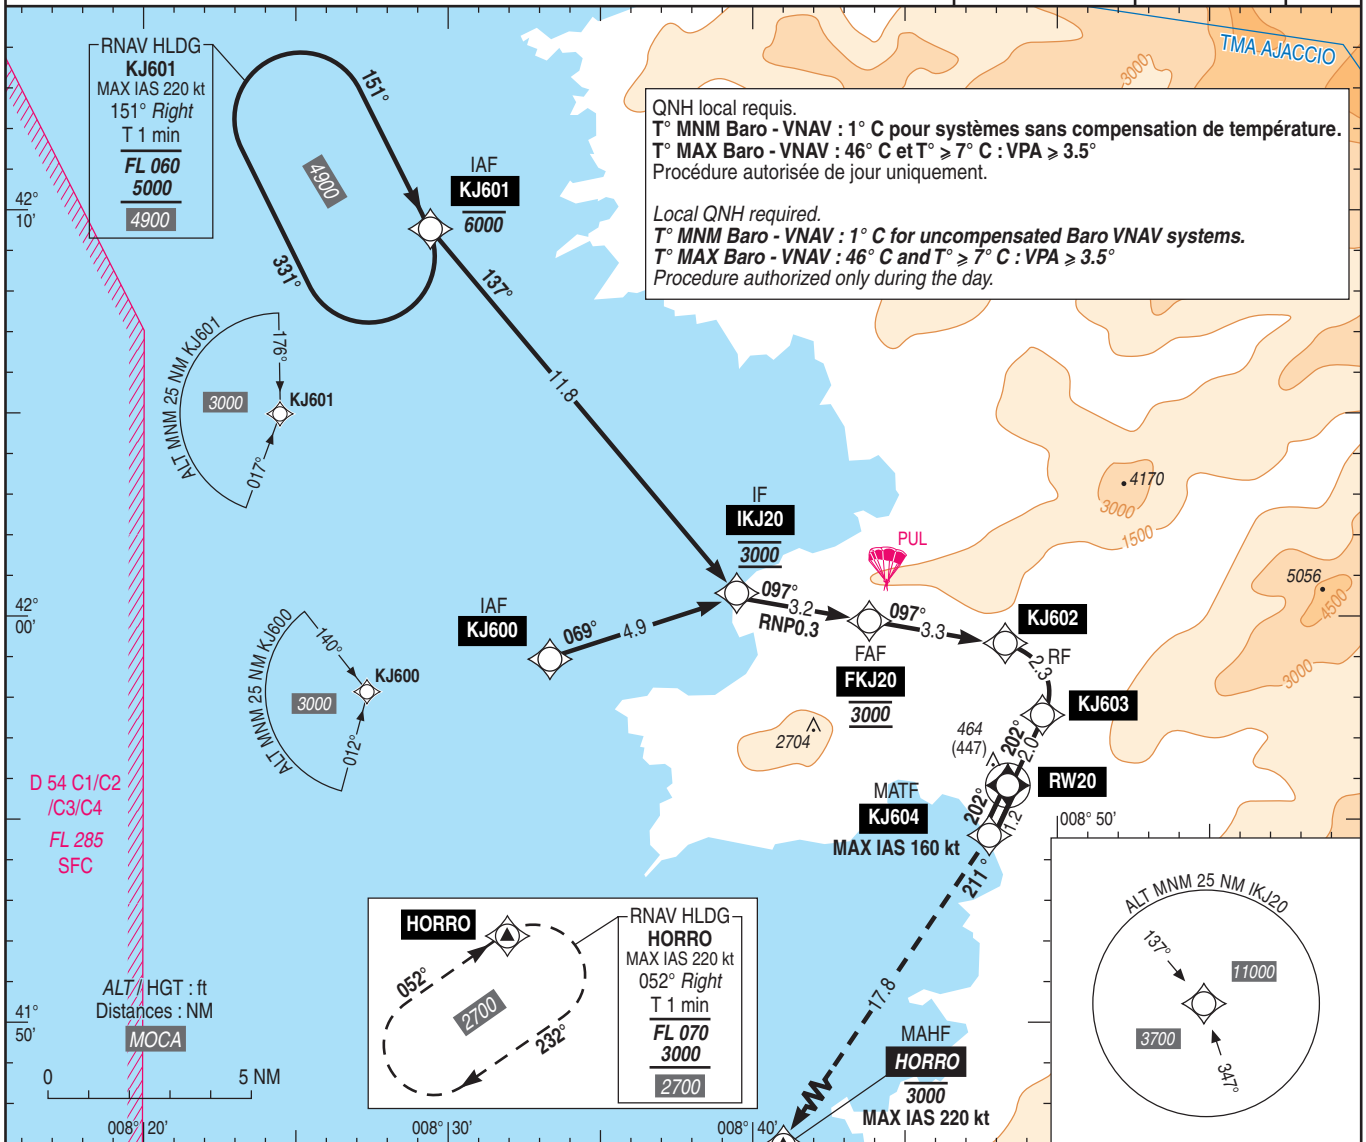 RNAV HLDG
KJ601
MAX IAS 220 kt
151° Right
T 1 min
FL 060
5000
4900
151°
4900
331°
IAF
KJ601
6000
137°
11.8
TMA AJACCIO
3000
QNH local requis.
T° MNM Baro - VNAV : 1° C pour systèmes sans compensation de température.
T° MAX Baro - VNAV : 46° C et T° ⩾ 7° C : VPA ⩾ 3.5°
Procédure autorisée de jour uniquement.
Local QNH required.
T° MNM Baro - VNAV : 1° C for uncompensated Baro VNAV systems.
T° MAX Baro - VNAV : 46° C and T° ⩾ 7° C : VPA ⩾ 3.5°
Procedure authorized only during the day.
42°
10'
ALT MNM 25 NM KJ601
176°
3000
KJ601
017°
4170
3000
1500
5056
4500
3000
IF
IKJ20
3000
PUL
42°
00'
IAF
KJ600
069°
4.9
097°
3.2
RNP0.3
097°
3.3
FAF
FKJ20
3000
KJ602
RF
2.3
KJ603
ALT MNM 25 NM KJ600
140°
3000
KJ600
012°
2704
464
(447)
202°
2.0
RW20
MATF
KJ604
MAX IAS 160 kt
202°
1.2
211°
008° 50'
D 54 C1/C2
/C3/C4
FL 285
SFC
HORRO
052°
2700
232°
RNAV HLDG
HORRO
MAX IAS 220 kt
052° Right
T 1 min
FL 070
3000
2700
17.8
ALT MNM 25 NM IKJ20
137°
11000
3700
347°
ALT / HGT : ft
Distances : NM
MOCA
41°
50'
0
5 NM
MAHF
HORRO
3000
MAX IAS 220 kt
008° 20'
008° 30'
008° 40'